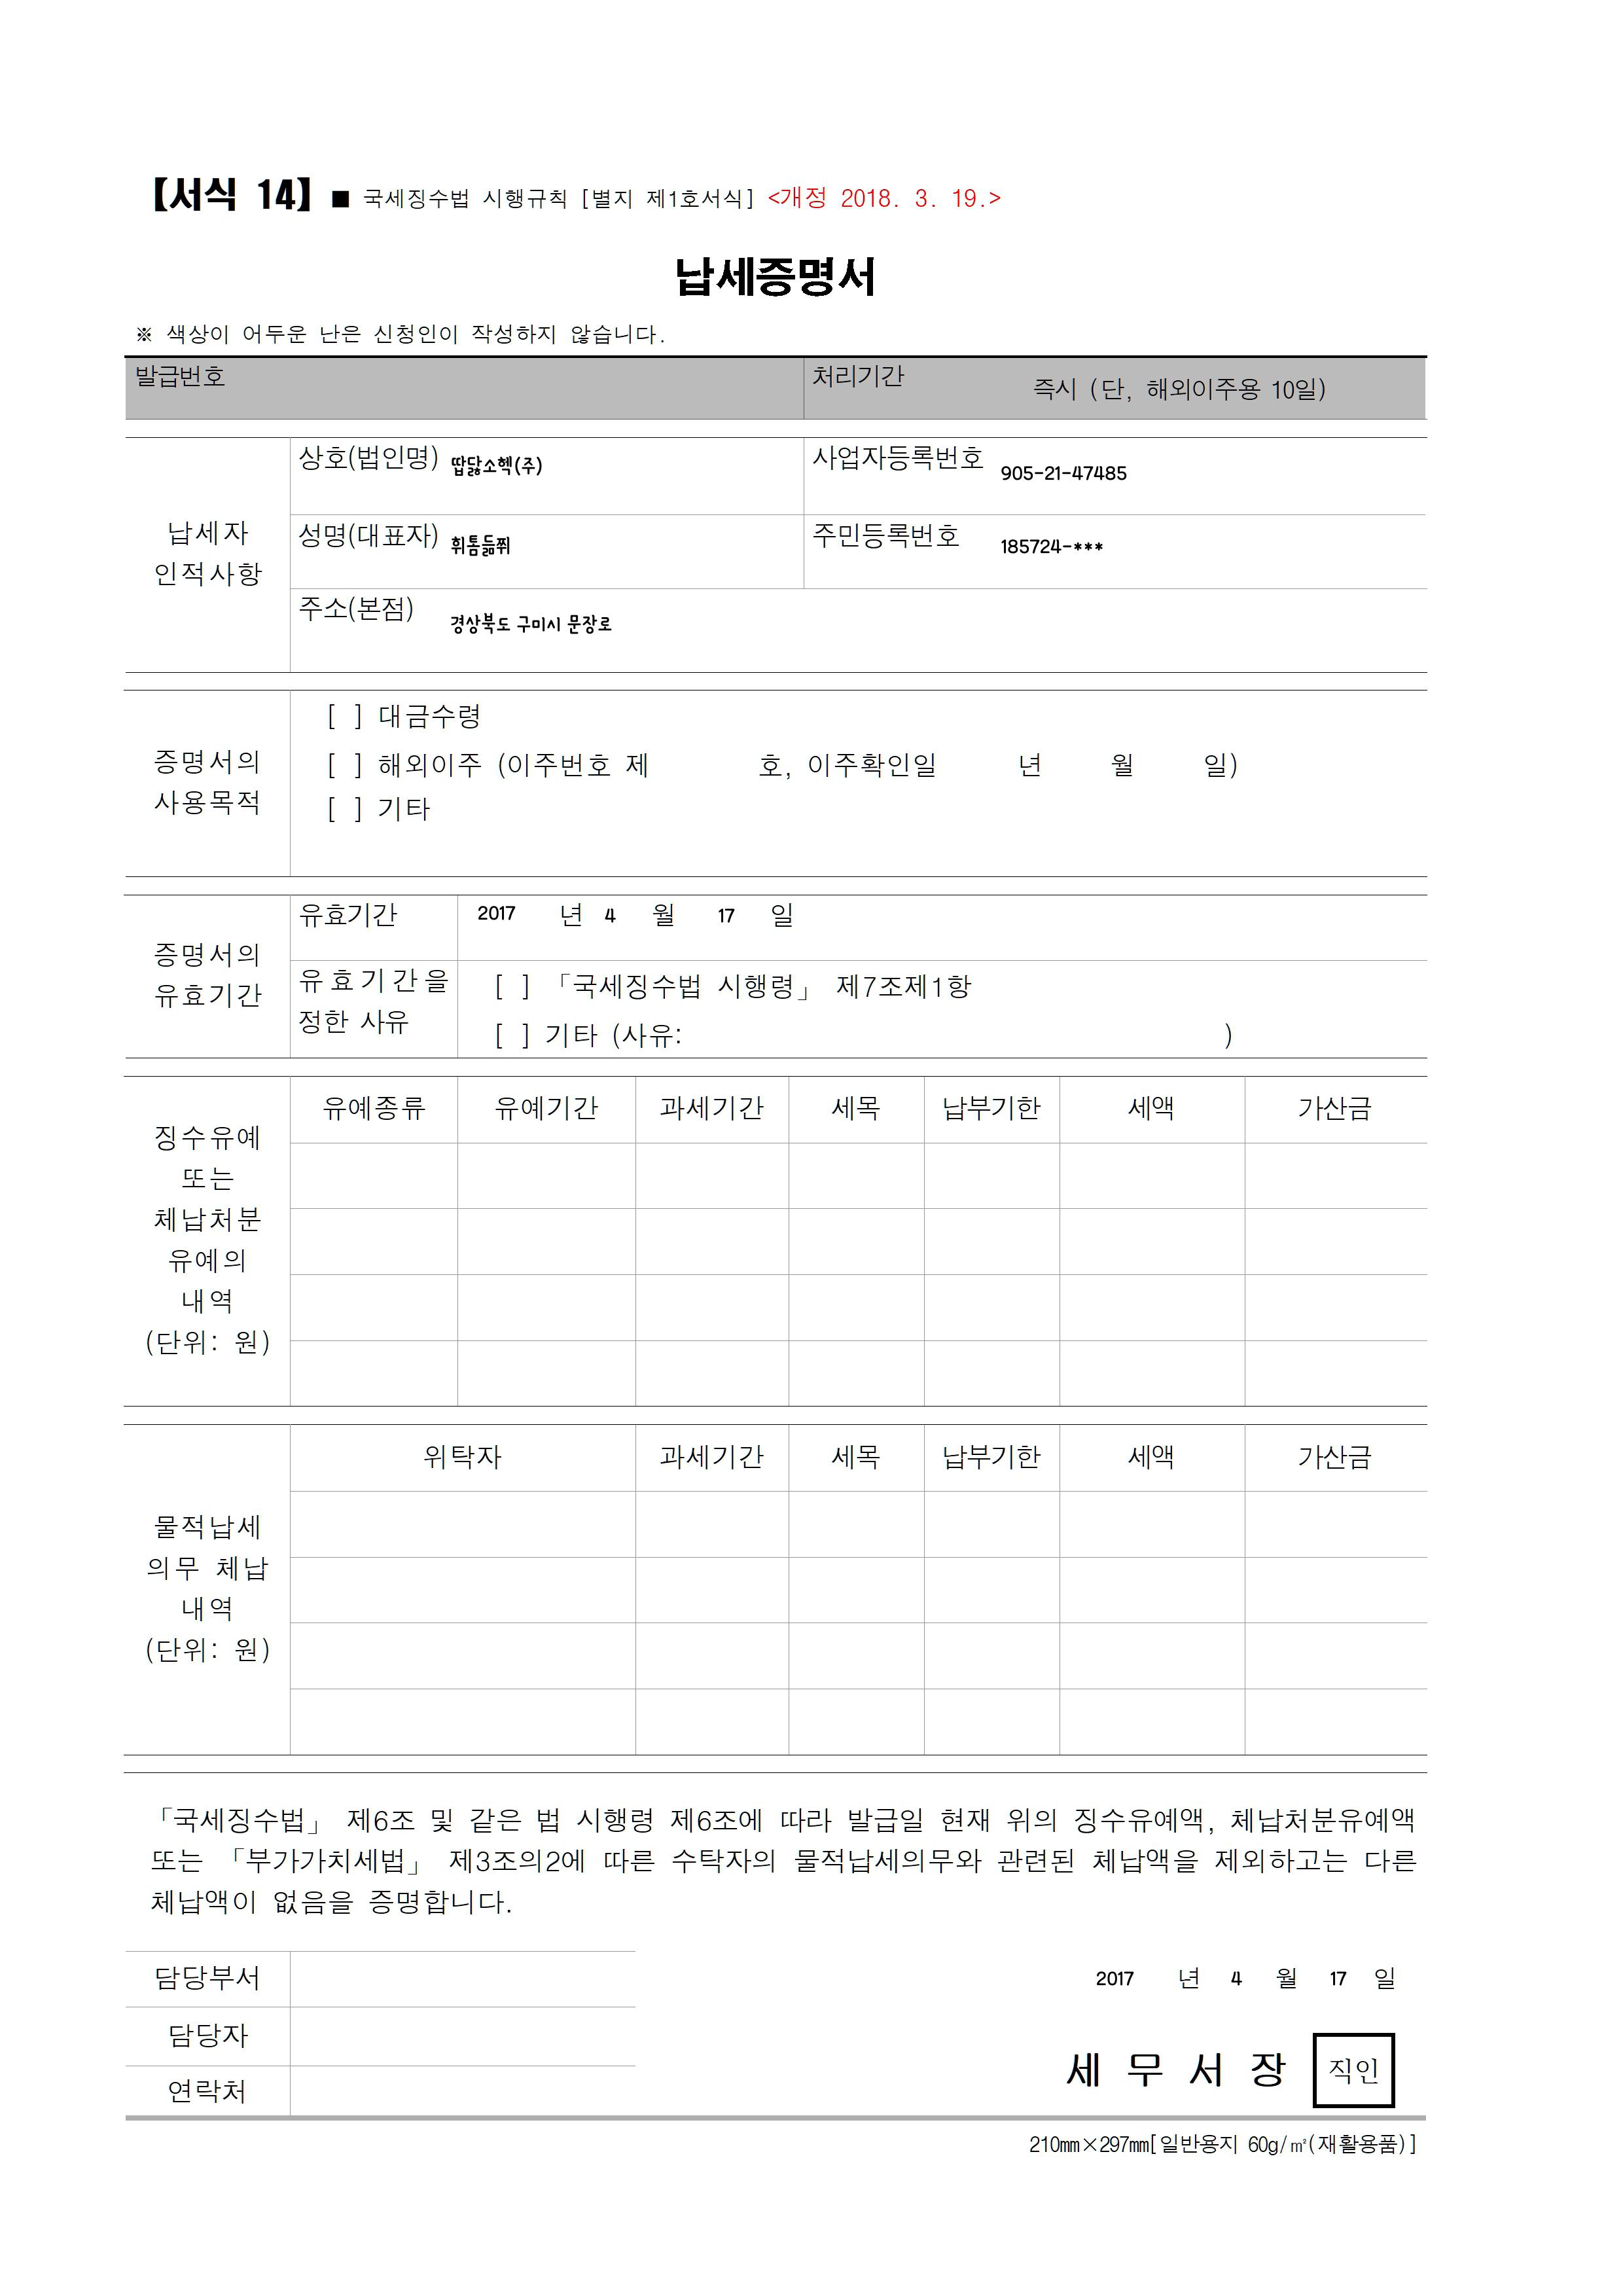 【서식 14】 ■ 국세징수법 시행규칙 [별지 제1호서식] <개정 2018. 3. 19.>
납세증명서
※ 색상이 어두운 난은 신청인이 작성하지 않습니다.
발급번호 처리기간 즉시 (단, 해외이주용 10일)
납세자
인적사항
상호(법인명) 땁닳소헥(주) 사업자등록번호 905-21-47485
성명(대표자) 휘톰듦쮜 주민등록번호 185724-***
주소(본점) 경상북도 구미시 문장로
증명서의
사용목적
[ ] 대금수령
[ ] 해외이주 (이주번호 제 호, 이주확인일 년 월 일)
[ ] 기타
증명서의
유효기간
유효기간 2017 년 4 월 17 일
유효기간을
정한 사유
[ ] 「국세징수법 시행령」 제7조제1항
[ ] 기타 (사유: )
징수유예
또는
체납처분
유예의
내역
(단위: 원)
유예종류 유예기간 과세기간 세목 납부기한 세액 가산금
물적납세
의무 체납
내역
(단위: 원)
위탁자 과세기간 세목 납부기한 세액 가산금
「국세징수법」 제6조 및 같은 법 시행령 제6조에 따라 발급일 현재 위의 징수유예액, 체납처분유예액
또는 「부가가치세법」 제3조의2에 따른 수탁자의 물적납세의무와 관련된 체납액을 제외하고는 다른
체납액이 없음을 증명합니다.
담당부서
담당자
연락처
2017 년 4 월 17 일
세 무 서 장 직인
210㎜×297㎜[일반용지 60g/㎡(재활용품)]